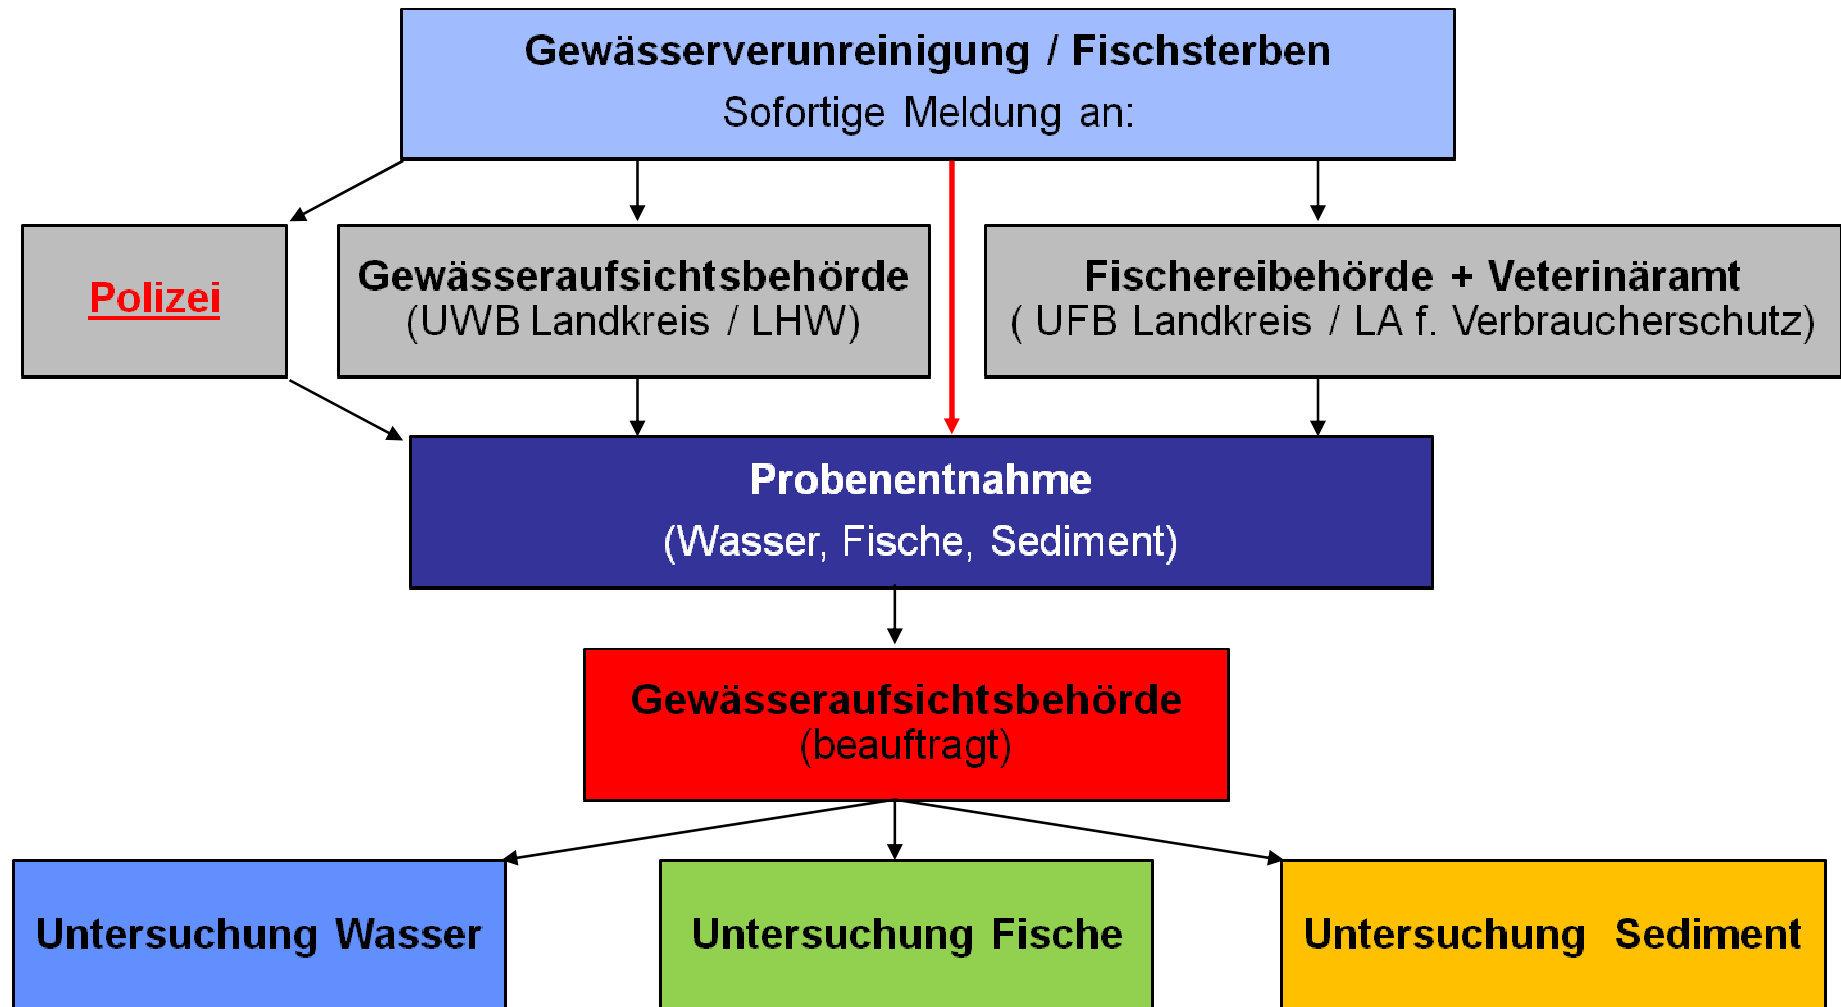 Gewässerverunreinigung / Fischsterben
Sofortige Meldung an:
Polizei
Gewässeraufsichtsbehörde
(UWB Landkreis / LHW)
Fischereibehörde + Veterinäramt
( UFB Landkreis / LA f. Verbraucherschutz)
Probenentnahme
(Wasser, Fische, Sediment)
Gewässeraufsichtsbehörde
(beauftragt)
Untersuchung Wasser
Untersuchung Fische
Untersuchung Sediment